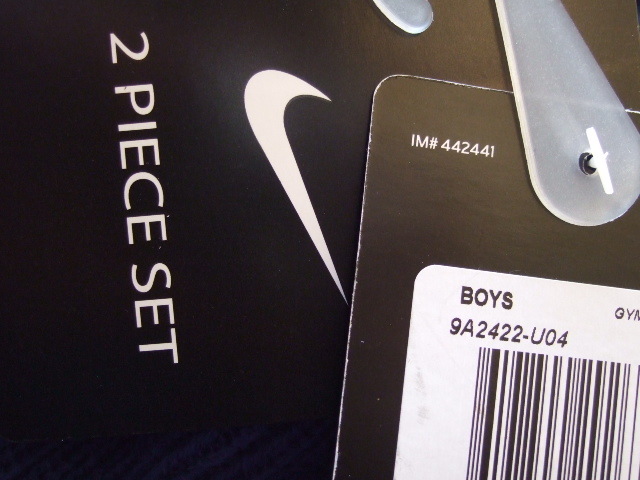 2 PIECE SET
IM# 442441
BOYS
GYM
9A2422-U04